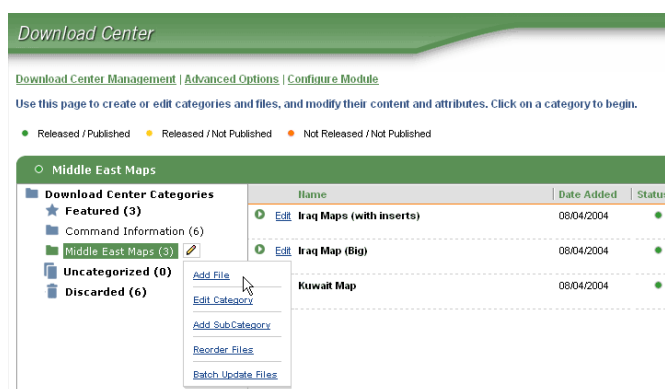 Download Center
Download Center Management | Advanced Options | Configure Module
Use this page to create or edit categories and files, and modify their content and attributes. Click on a category to begin.
Released / Published Released / Not Published Not Released / Not Published
Middle East Maps
Download Center Categories
Featured (3)
Command Information (6)
Middle East Maps (3)
Uncategorized (0)
Discarded (6)
Add File
Edit Category
Add SubCategory
Reorder Files
Batch Update Files
Name Date Added Status
Edit Iraq Maps (with inserts) 08/04/2004
Edit Iraq Map (Big) 08/04/2004
Kuwait Map 08/04/2004